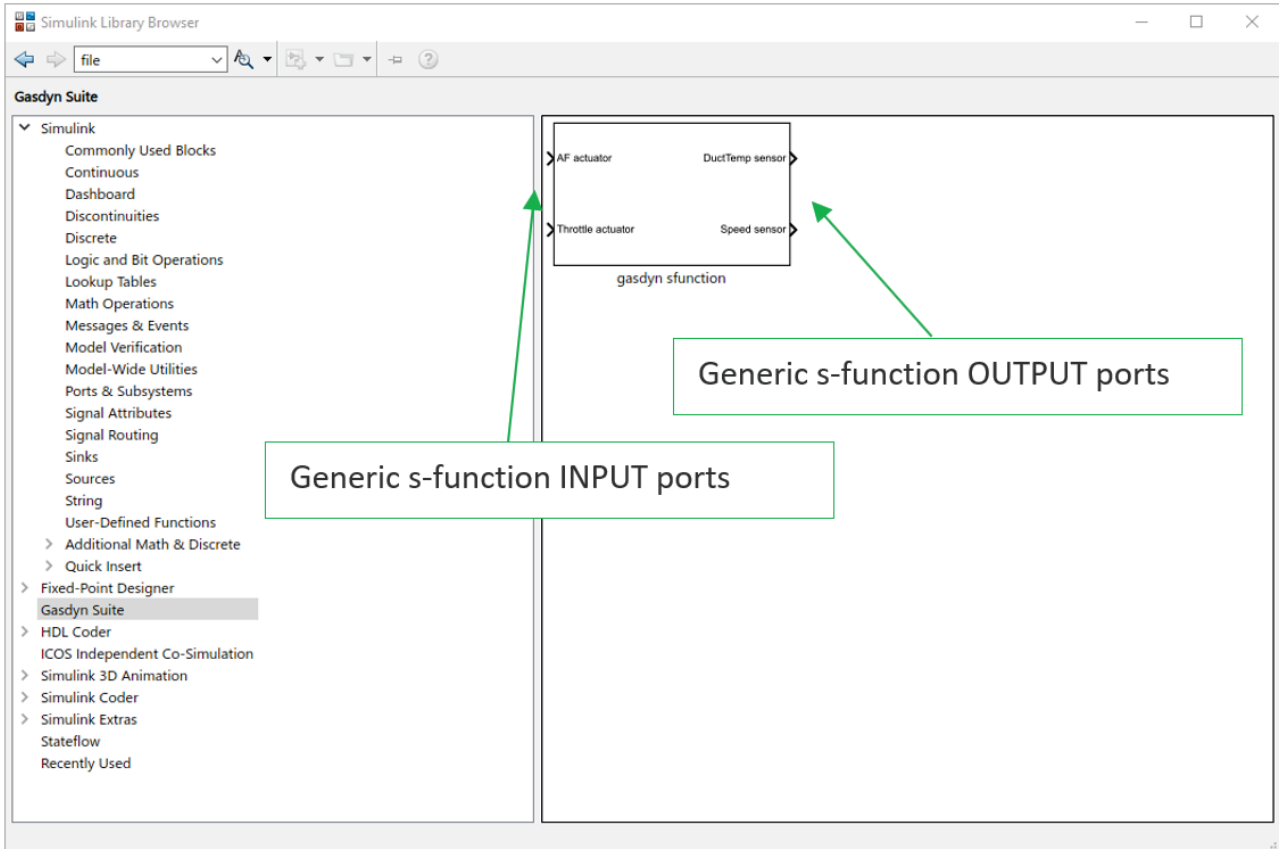 Simulink Library Browser
file
Gasdyn Suite
Simulink
Commonly Used Blocks
Continuous
Dashboard
Discontinuities
Discrete
Logic and Bit Operations
Lookup Tables
Math Operations
Messages & Events
Model Verification
Model-Wide Utilities
Ports & Subsystems
Signal Attributes
Signal Routing
Sinks
Sources
String
User-Defined Functions
Additional Math & Discrete
Quick Insert
Fixed-Point Designer
Gasdyn Suite
HDL Coder
ICOS Independent Co-Simulation
Simulink 3D Animation
Simulink Coder
Simulink Extras
Stateflow
Recently Used
AF actuator DuctTemp sensor
Throttle actuator Speed sensor
gasdyn sfunction
Generic s-function OUTPUT ports
Generic s-function INPUT ports